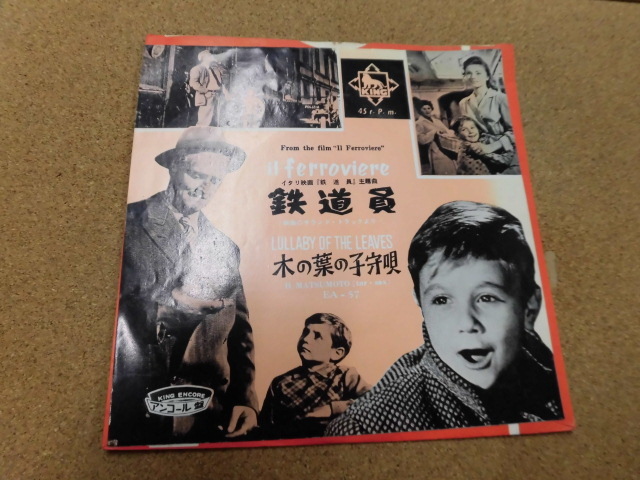 KING
45 r. P. m.
From the film "Il Ferroviere"
il ferroviere
イタリ映画「鉄道員」主題曲
鉄道員
LULLABY OF THE LEAVES
木の葉の子守唄
H. MATSUMOTO
EA - 57
KING ENCORE
アンコール盤